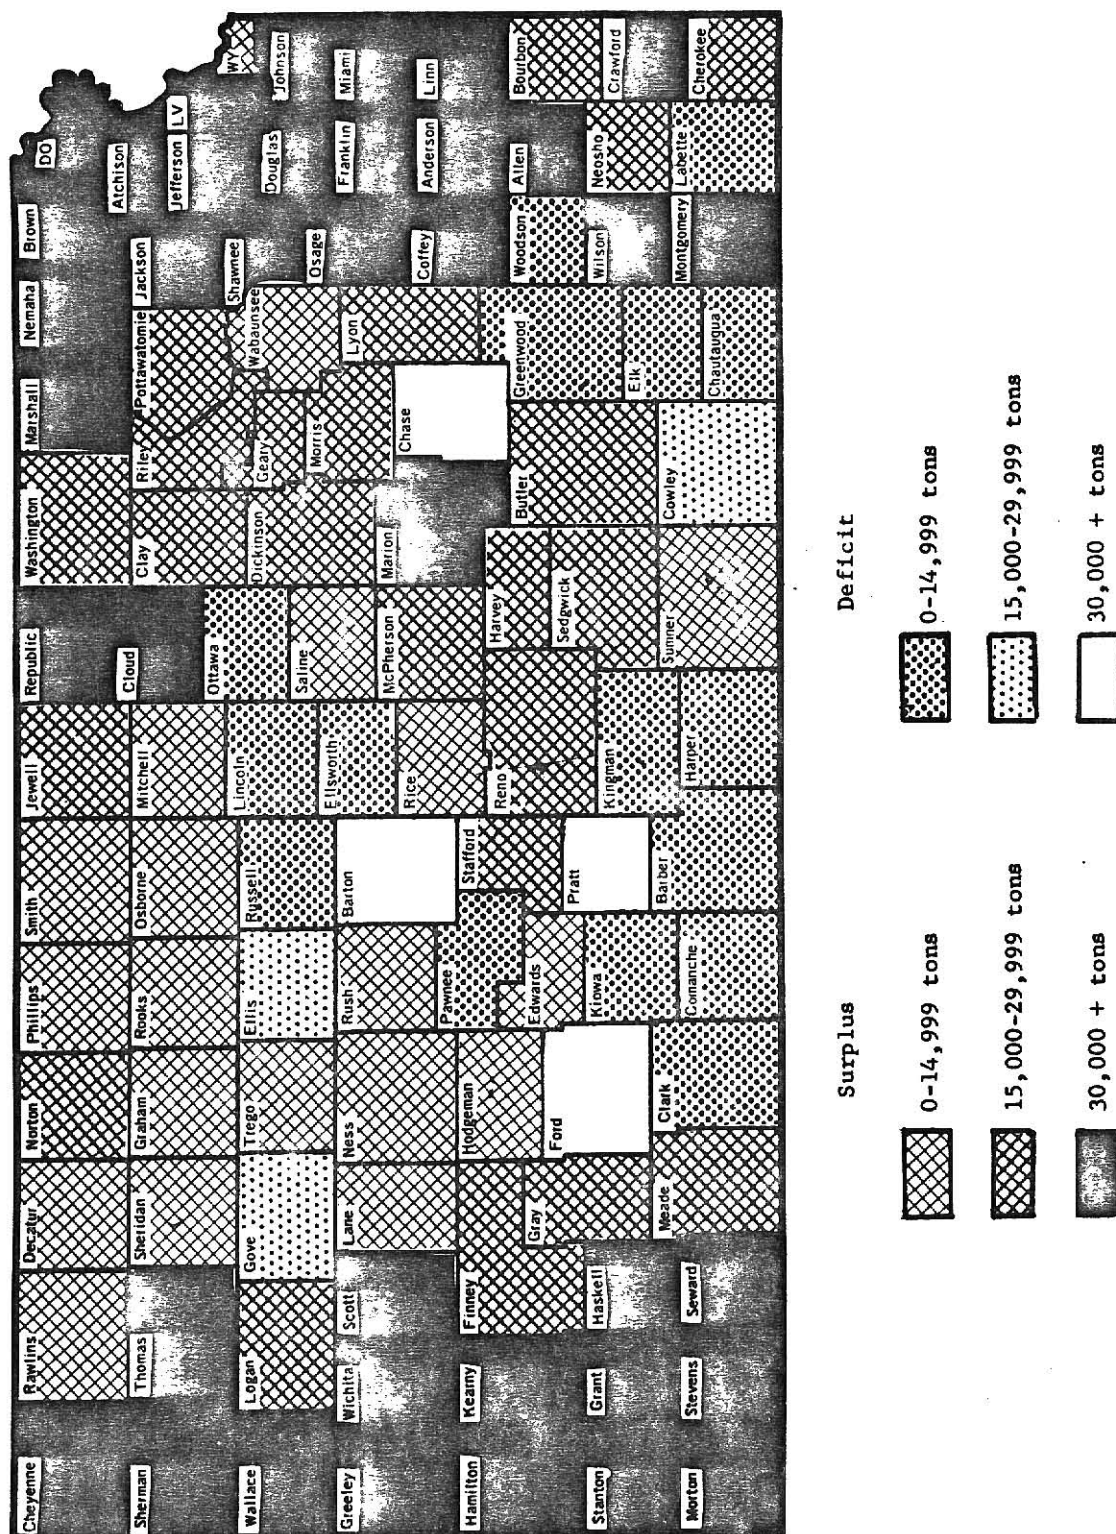 Cheyenne
Rawlins
Decatur
Norton
Phillips
Smith
Jewell
Republic
Washington
Marshall
Nemaha
Brown
DO
Sherman
Thomas
Sheridan
Graham
Rooks
Osborne
Mitchell
Cloud
Clay
Riley
Pottawatomie
Jackson
Atchison
Jefferson
LV
WY
Wallace
Logan
Gove
Trego
Ellis
Russell
Lincoln
Ottawa
Dickinson
Geary
Wabaunsee
Shawnee
Douglas
Johnson
Greeley
Wichita
Scott
Lane
Ness
Rush
Barton
Ellsworth
Saline
Morris
Lyon
Osage
Franklin
Miami
Hamilton
Kearny
Finney
Hodgeman
Pawnee
Stafford
Rice
McPherson
Marion
Chase
Coffey
Anderson
Linn
Stanton
Grant
Haskell
Gray
Ford
Edwards
Kiowa
Pratt
Reno
Kingman
Harvey
Sedgwick
Butler
Greenwood
Woodson
Allen
Bourbon
Morton
Stevens
Seward
Meade
Clark
Comanche
Barber
Harper
Sumner
Cowley
Elk
Chautauqua
Wilson
Montgomery
Neosho
Labette
Crawford
Cherokee
Surplus
0-14,999 tons
15,000-29,999 tons
30,000 + tons
Deficit
0-14,999 tons
15,000-29,999 tons
30,000 + tons